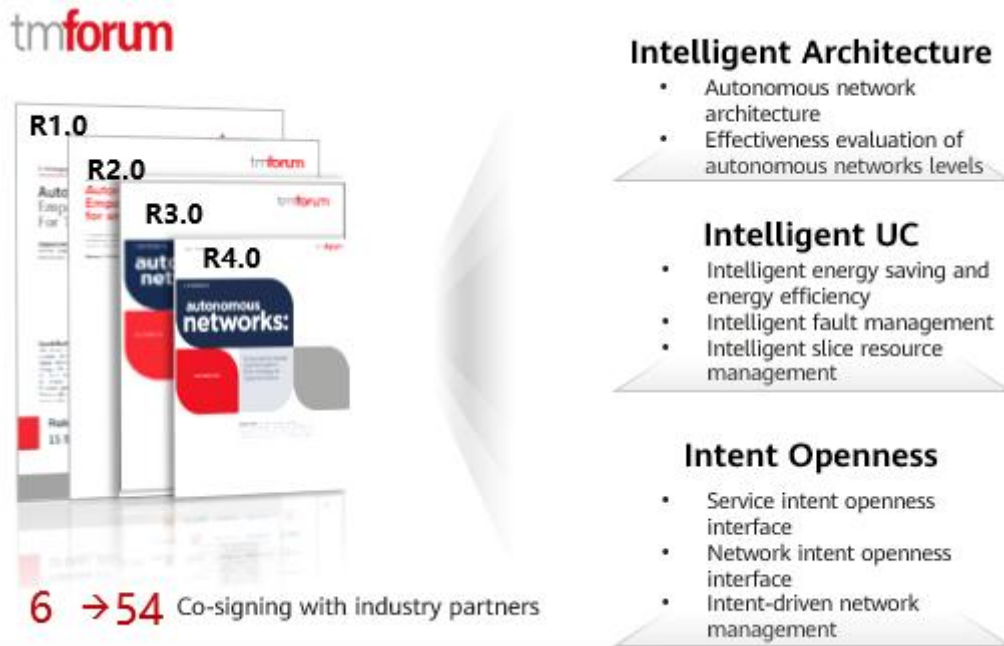 tmforum
R1.0
R2.0
tmforum
R3.0
tmforum
R4.0
autonomous
networks:
6 → 54 Co-signing with industry partners
Intelligent Architecture
• Autonomous network
architecture
• Effectiveness evaluation of
autonomous networks levels
Intelligent UC
• Intelligent energy saving and
energy efficiency
• Intelligent fault management
• Intelligent slice resource
management
Intent Openness
• Service intent openness
interface
• Network intent openness
interface
• Intent-driven network
management